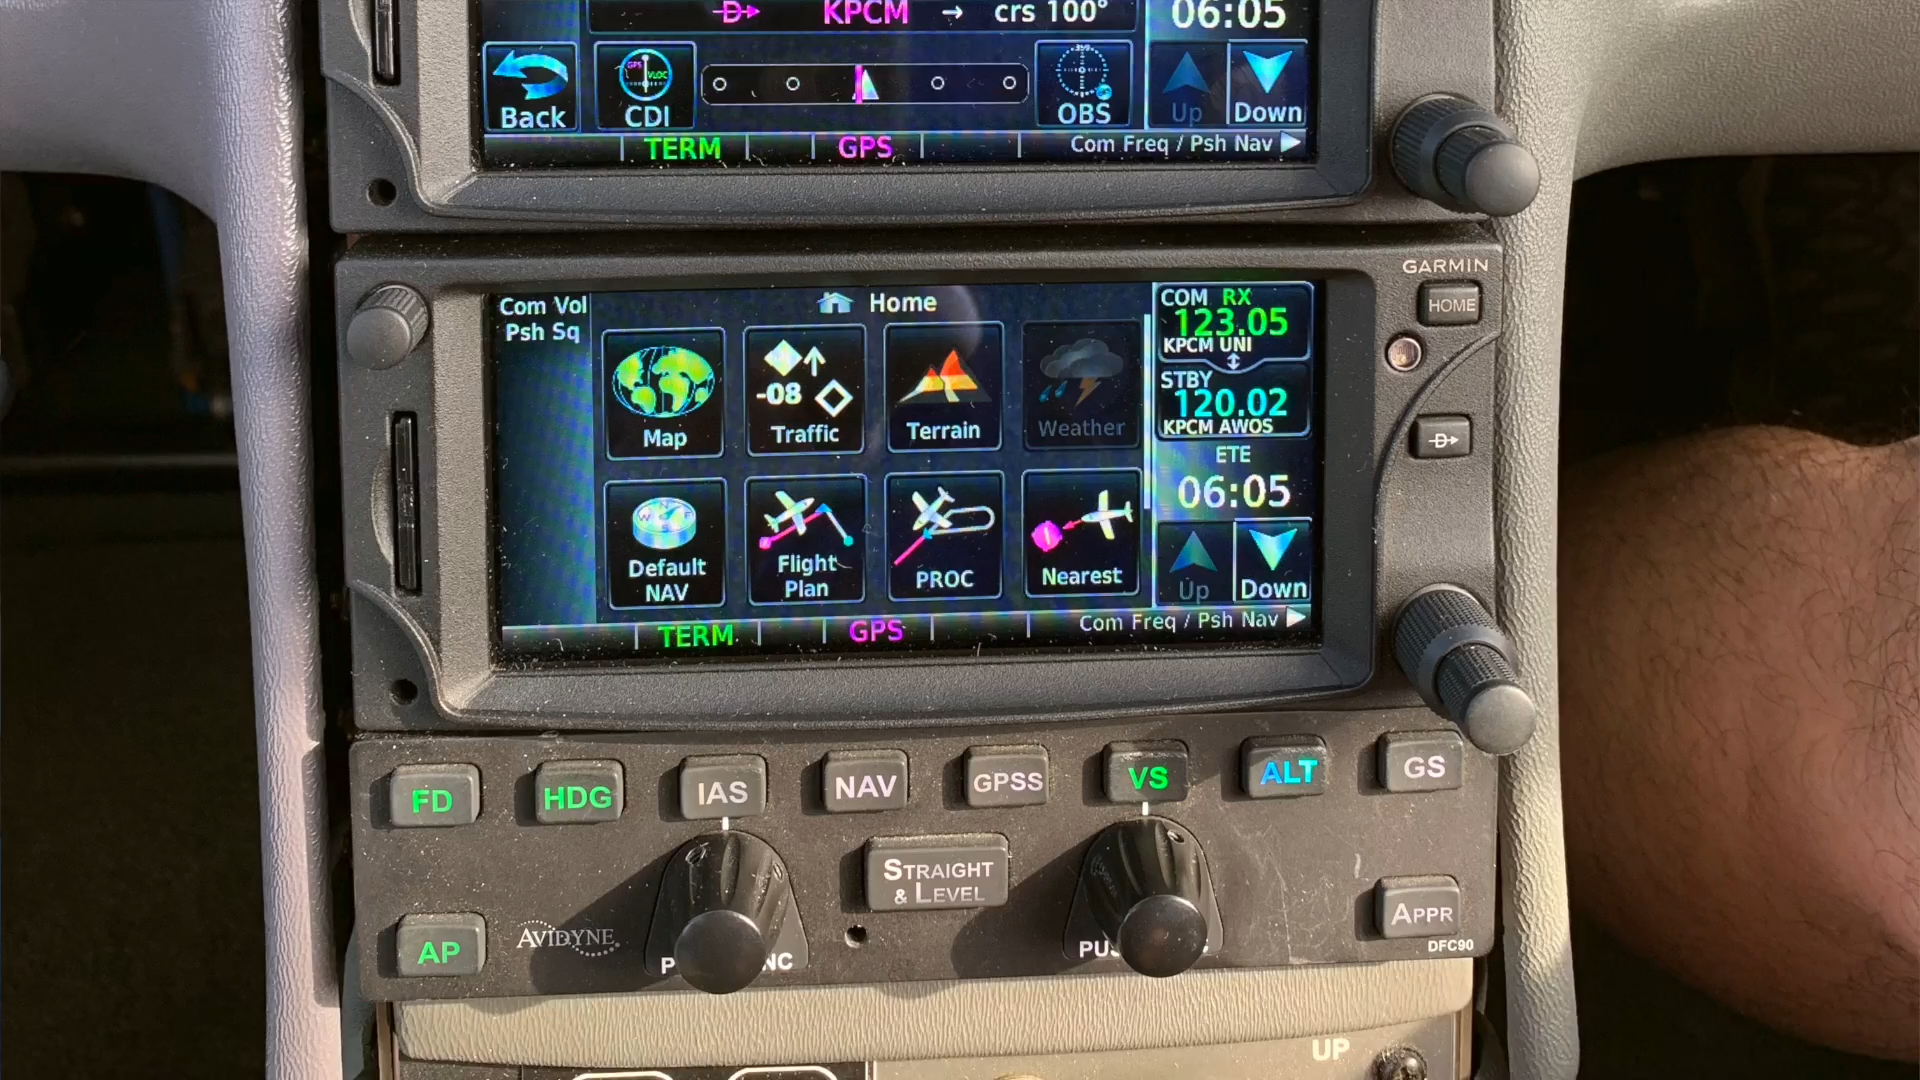 KPCM → crs 100°
06:05
Back
CDI
GPS
VLOC
OBS
Up
Down
TERM
GPS
Com Freq / Psh Nav
GARMIN
HOME
Com Vol
Psh Sq
Home
Map
-08
Traffic
Terrain
Weather
Default
NAV
Flight
Plan
PROC
Nearest
COM RX
123.05
KPCM UNI
STBY
120.02
KPCM AWOS
ETE
06:05
Up
Down
TERM
GPS
Com Freq / Psh Nav
D
FD
HDG
IAS
NAV
GPSS
VS
ALT
GS
STRAIGHT
& LEVEL
AP
AVIDYNE
APPR
DFC90
UP